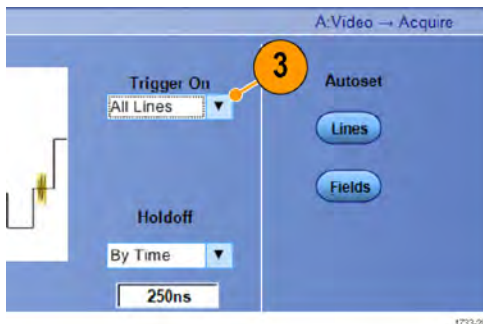 A:Video → Acquire
3
Trigger On
All Lines
Autoset
Lines
Fields
Holdoff
By Time
250ns